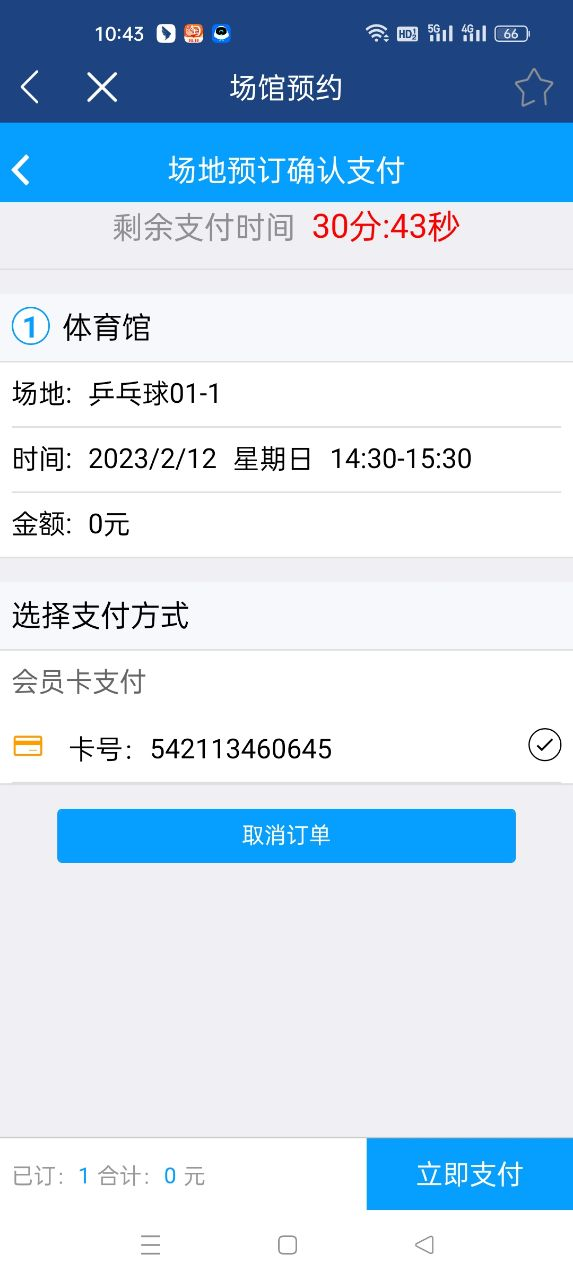 10:43 HD 5G 4G 66
场馆预约
场地预订确认支付
剩余支付时间 30分:43秒
1 体育馆
场地: 乒乓球01-1
时间: 2023/2/12 星期日 14:30-15:30
金额: 0元
选择支付方式
会员卡支付
卡号: 542113460645
取消订单
已订: 1 合计: 0 元
立即支付